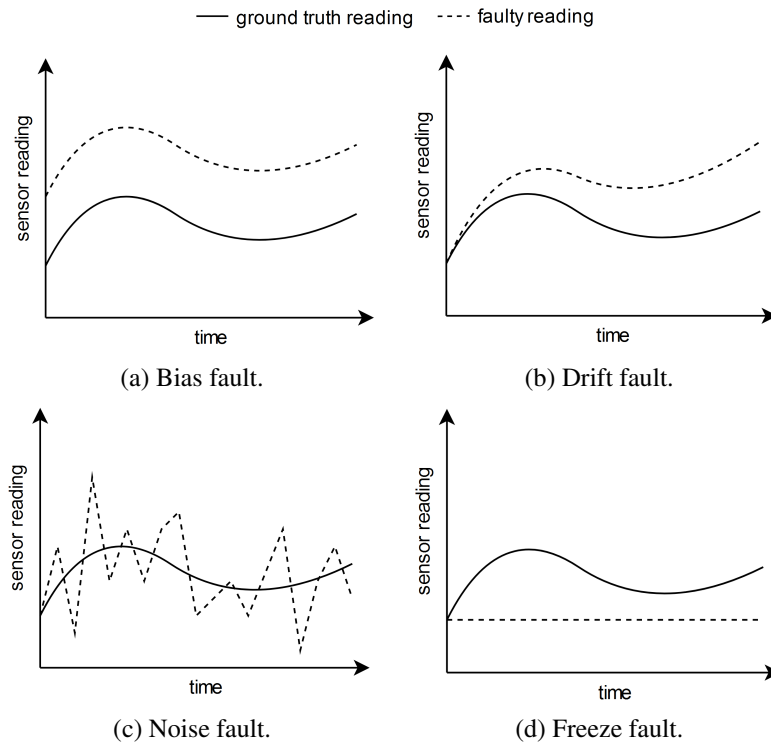 ground truth reading faulty reading
sensor reading
time
(a) Bias fault.
sensor reading
time
(b) Drift fault.
sensor reading
time
(c) Noise fault.
sensor reading
time
(d) Freeze fault.